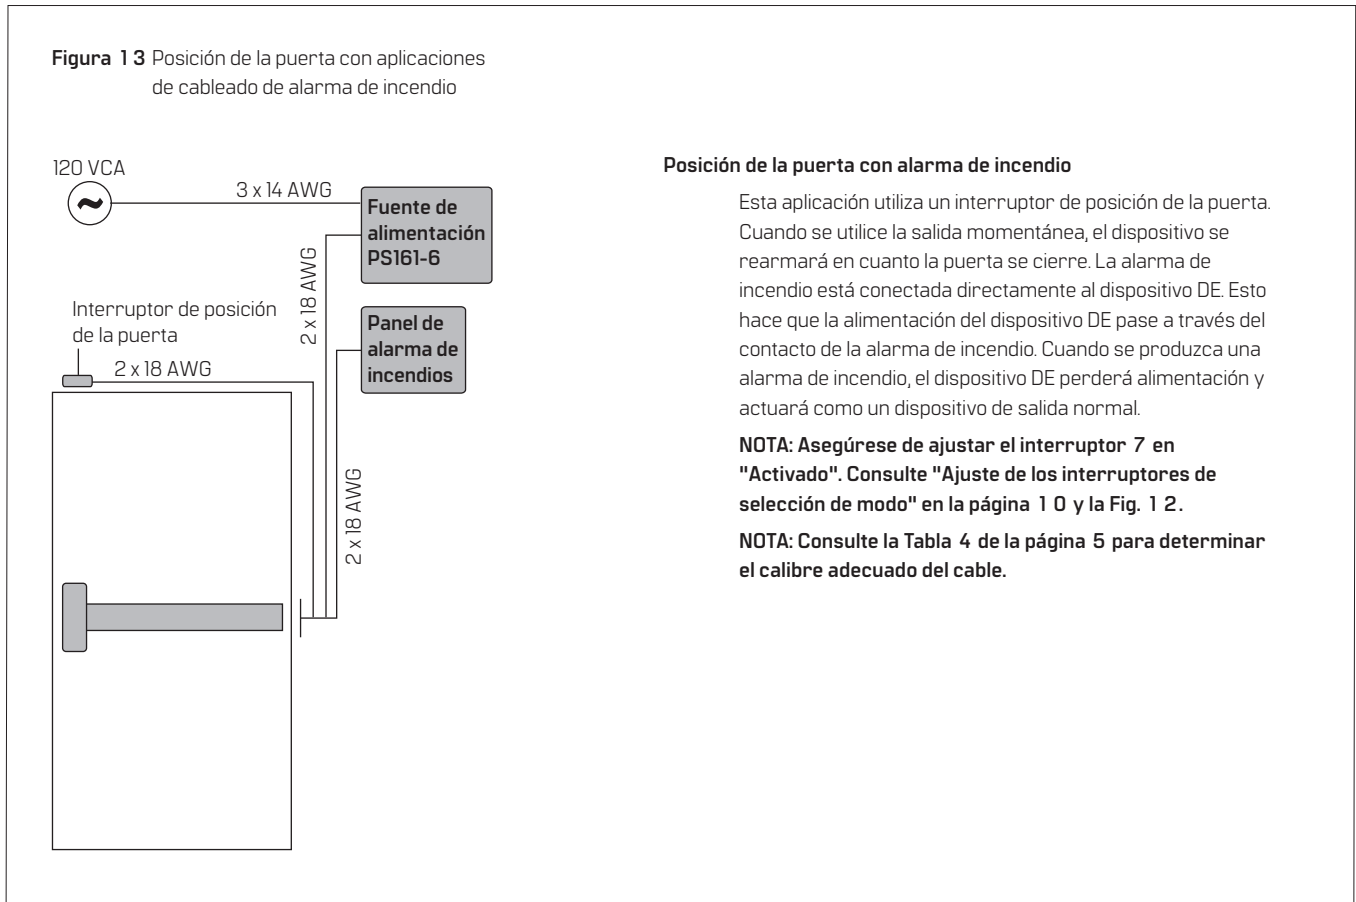 Figura 13 Posición de la puerta con aplicaciones
de cableado de alarma de incendio
120 VCA
3 x 14 AWG
Fuente de
alimentación
PS161-6
2 x 18 AWG
Interruptor de posición
de la puerta
2 x 18 AWG
Panel de
alarma de
incendios
2 x 18 AWG
Posición de la puerta con alarma de incendio
Esta aplicación utiliza un interruptor de posición de la puerta.
Cuando se utilice la salida momentánea, el dispositivo se
rearmará en cuanto la puerta se cierre. La alarma de
incendio está conectada directamente al dispositivo DE. Esto
hace que la alimentación del dispositivo DE pase a través del
contacto de la alarma de incendio. Cuando se produzca una
alarma de incendio, el dispositivo DE perderá alimentación y
actuará como un dispositivo de salida normal.
NOTA: Asegúrese de ajustar el interruptor 7 en
"Activado". Consulte "Ajuste de los interruptores de
selección de modo" en la página 10 y la Fig. 12.
NOTA: Consulte la Tabla 4 de la página 5 para determinar
el calibre adecuado del cable.